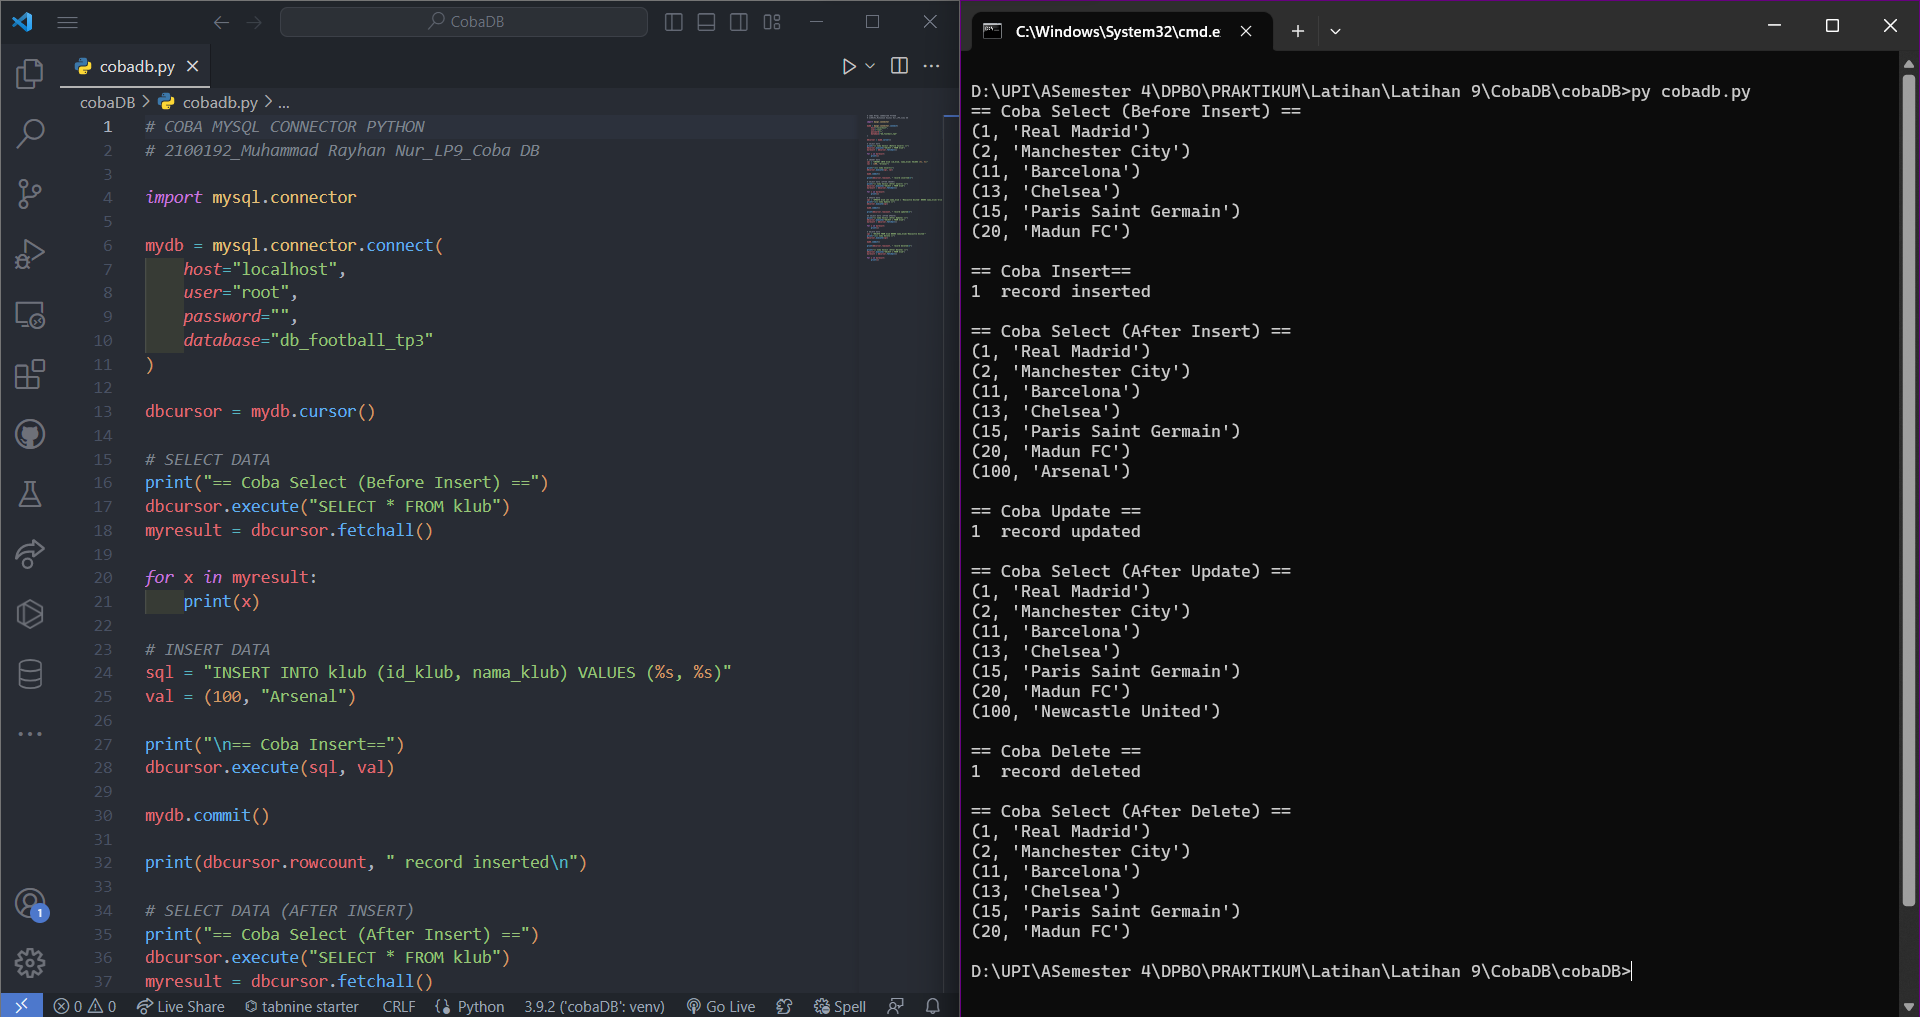 CobaDB
cobadb.py
cobaDB > cobadb.py > ...
1 # COBA MYSQL CONNECTOR PYTHON
2 # 2100192_Muhammad Rayhan Nur_LP9_Coba DB
3
4 import mysql.connector
5
6 mydb = mysql.connector.connect(
7     host="localhost",
8     user="root",
9     password="",
10     database="db_football_tp3"
11 )
12
13 dbcursor = mydb.cursor()
14
15 # SELECT DATA
16 print("== Coba Select (Before Insert) ==")
17 dbcursor.execute("SELECT * FROM klub")
18 myresult = dbcursor.fetchall()
19
20 for x in myresult:
21     print(x)
22
23 # INSERT DATA
24 sql = "INSERT INTO klub (id_klub, nama_klub) VALUES (%s, %s)"
25 val = (100, "Arsenal")
26
27 print("\n== Coba Insert==")
28 dbcursor.execute(sql, val)
29
30 mydb.commit()
31
32 print(dbcursor.rowcount, " record inserted\n")
33
34 # SELECT DATA (AFTER INSERT)
35 print("== Coba Select (After Insert) ==")
36 dbcursor.execute("SELECT * FROM klub")
37 myresult = dbcursor.fetchall()
1
0 0 Live Share tabnine starter CRLF Python 3.9.2 ('cobaDB': venv) Go Live Spell
C:\Windows\System32\cmd.e
D:\UPI\ASemester 4\DPBO\PRAKTIKUM\Latihan\Latihan 9\CobaDB\cobaDB>py cobadb.py
== Coba Select (Before Insert) ==
(1, 'Real Madrid')
(2, 'Manchester City')
(11, 'Barcelona')
(13, 'Chelsea')
(15, 'Paris Saint Germain')
(20, 'Madun FC')

== Coba Insert==
1  record inserted

== Coba Select (After Insert) ==
(1, 'Real Madrid')
(2, 'Manchester City')
(11, 'Barcelona')
(13, 'Chelsea')
(15, 'Paris Saint Germain')
(20, 'Madun FC')
(100, 'Arsenal')

== Coba Update ==
1  record updated

== Coba Select (After Update) ==
(1, 'Real Madrid')
(2, 'Manchester City')
(11, 'Barcelona')
(13, 'Chelsea')
(15, 'Paris Saint Germain')
(20, 'Madun FC')
(100, 'Newcastle United')

== Coba Delete ==
1  record deleted

== Coba Select (After Delete) ==
(1, 'Real Madrid')
(2, 'Manchester City')
(11, 'Barcelona')
(13, 'Chelsea')
(15, 'Paris Saint Germain')
(20, 'Madun FC')

D:\UPI\ASemester 4\DPBO\PRAKTIKUM\Latihan\Latihan 9\CobaDB\cobaDB>